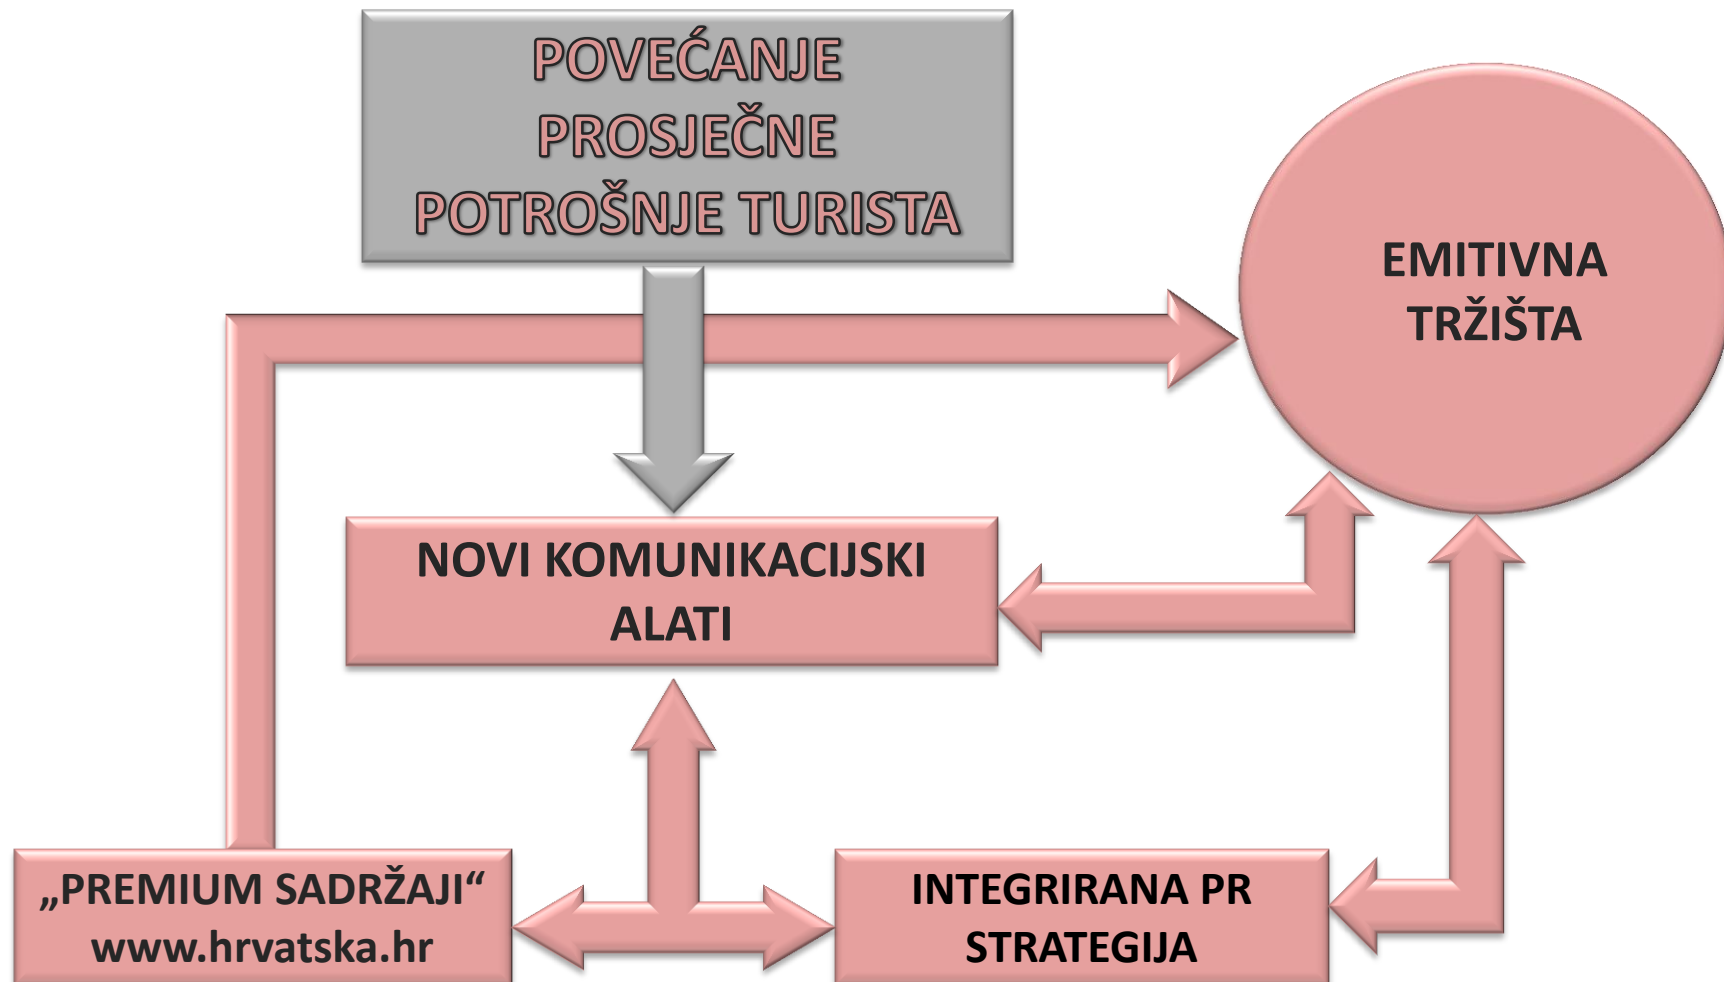 POVEĆANJE
PROSJEČNE
POTROŠNJE TURISTA
EMITIVNA
TRŽIŠTA
NOVI KOMUNIKACIJSKI
ALATI
„PREMIUM SADRŽAJI“
www.hrvatska.hr
INTEGRIRANA PR
STRATEGIJA